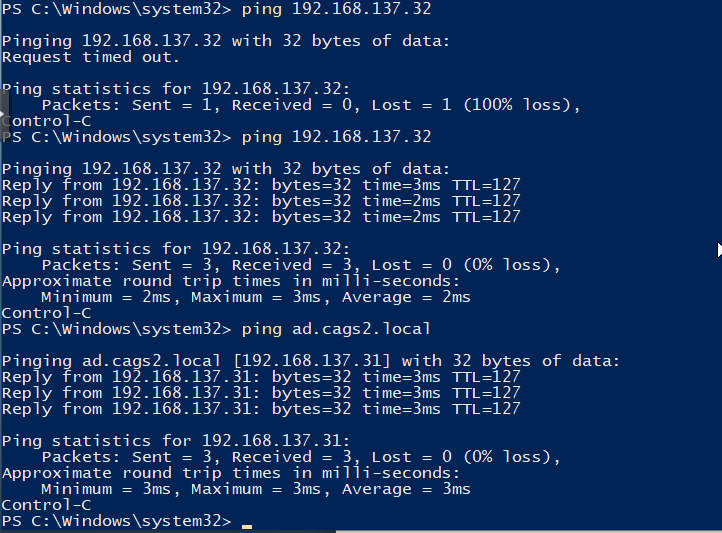 PS C:\Windows\system32> ping 192.168.137.32
Pinging 192.168.137.32 with 32 bytes of data:
Request timed out.
Ping statistics for 192.168.137.32:
    Packets: Sent = 1, Received = 0, Lost = 1 (100% loss),
Control-C
PS C:\Windows\system32> ping 192.168.137.32
Pinging 192.168.137.32 with 32 bytes of data:
Reply from 192.168.137.32: bytes=32 time=3ms TTL=127
Reply from 192.168.137.32: bytes=32 time=2ms TTL=127
Reply from 192.168.137.32: bytes=32 time=2ms TTL=127
Ping statistics for 192.168.137.32:
    Packets: Sent = 3, Received = 3, Lost = 0 (0% loss),
Approximate round trip times in milli-seconds:
    Minimum = 2ms, Maximum = 3ms, Average = 2ms
Control-C
PS C:\Windows\system32> ping ad.cags2.local
Pinging ad.cags2.local [192.168.137.31] with 32 bytes of data:
Reply from 192.168.137.31: bytes=32 time=3ms TTL=127
Reply from 192.168.137.31: bytes=32 time=3ms TTL=127
Reply from 192.168.137.31: bytes=32 time=3ms TTL=127
Ping statistics for 192.168.137.31:
    Packets: Sent = 3, Received = 3, Lost = 0 (0% loss),
Approximate round trip times in milli-seconds:
    Minimum = 3ms, Maximum = 3ms, Average = 3ms
Control-C
PS C:\Windows\system32>